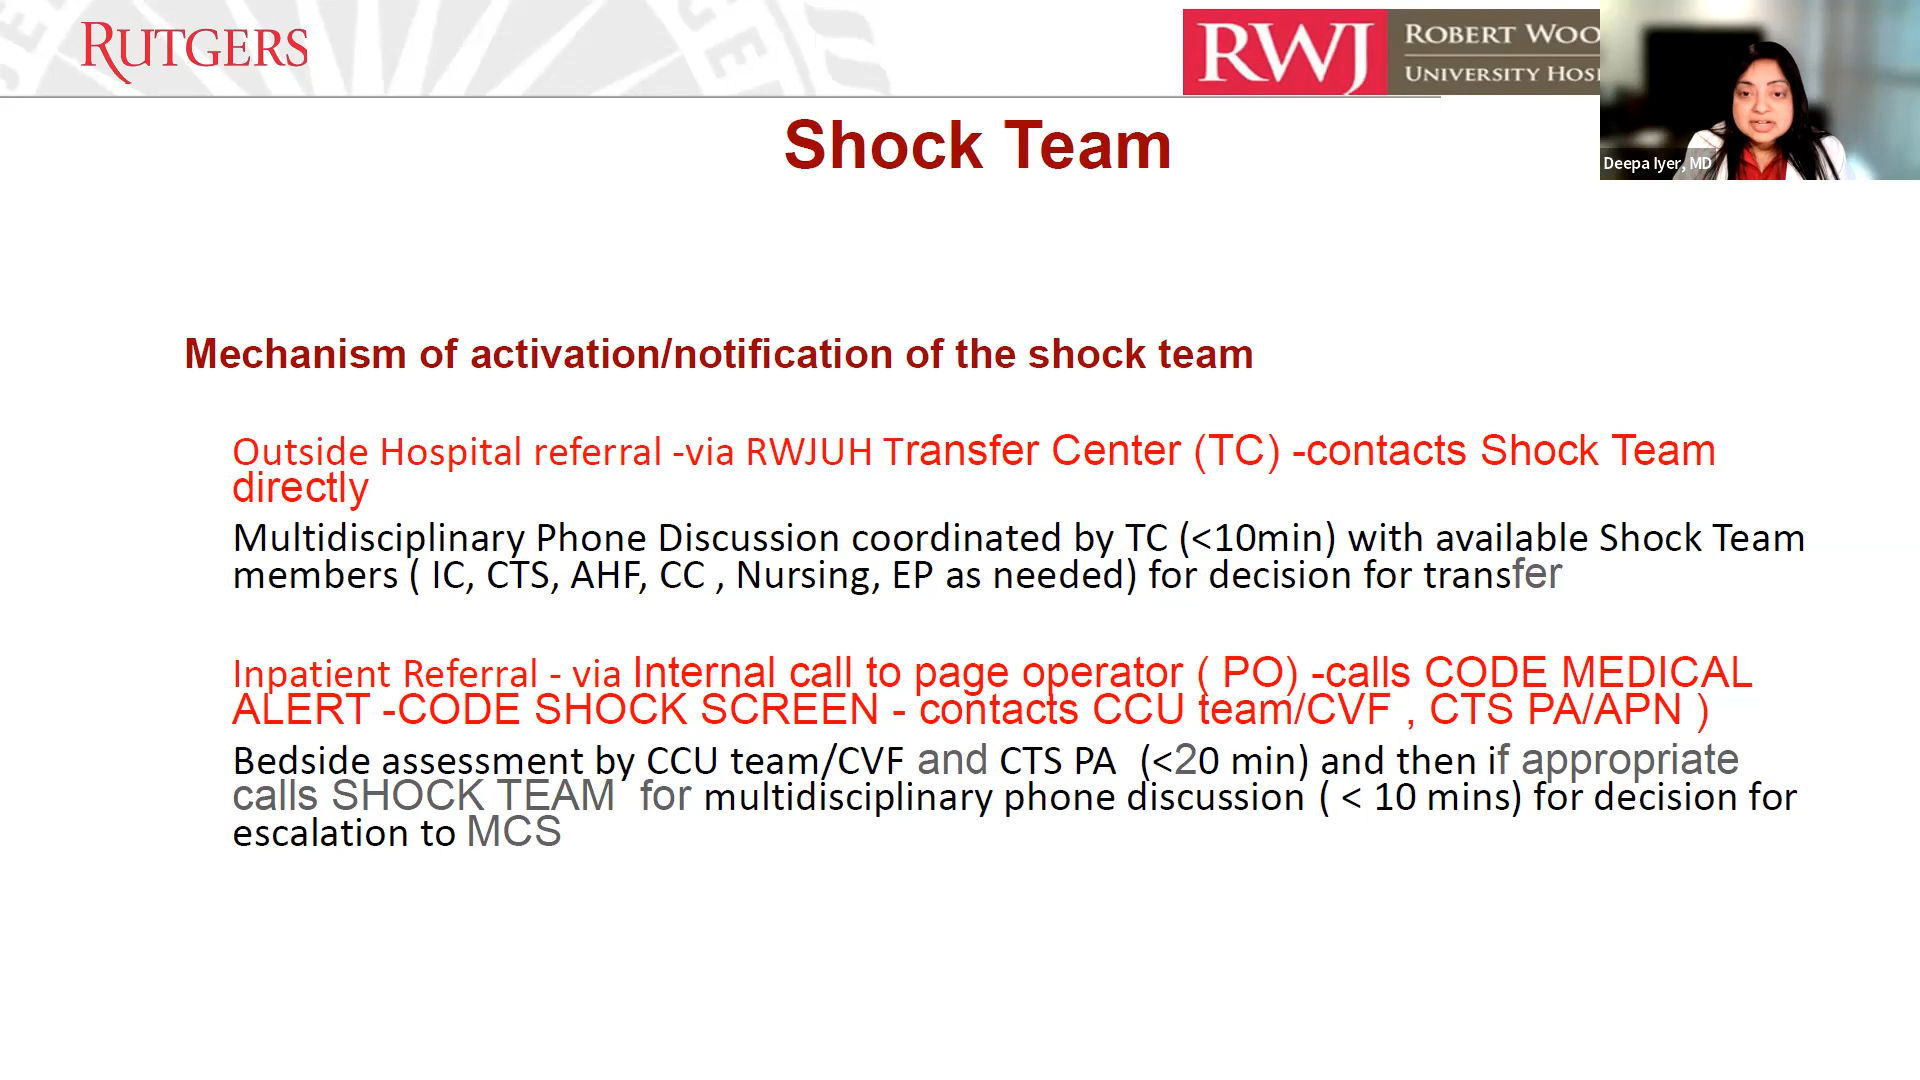 RUTGERS
RWJ
ROBERT WOO
UNIVERSITY HOS
Deepa Iyer, MD
Shock Team
Mechanism of activation/notification of the shock team
Outside Hospital referral -via RWJUH Transfer Center (TC) -contacts Shock Team
directly
Multidisciplinary Phone Discussion coordinated by TC (<10min) with available Shock Team
members ( IC, CTS, AHF, CC , Nursing, EP as needed) for decision for transfer
Inpatient Referral - via Internal call to page operator ( PO) -calls CODE MEDICAL
ALERT -CODE SHOCK SCREEN - contacts CCU team/CVF , CTS PA/APN )
Bedside assessment by CCU team/CVF and CTS PA (<20 min) and then if appropriate
calls SHOCK TEAM for multidisciplinary phone discussion ( < 10 mins) for decision for
escalation to MCS